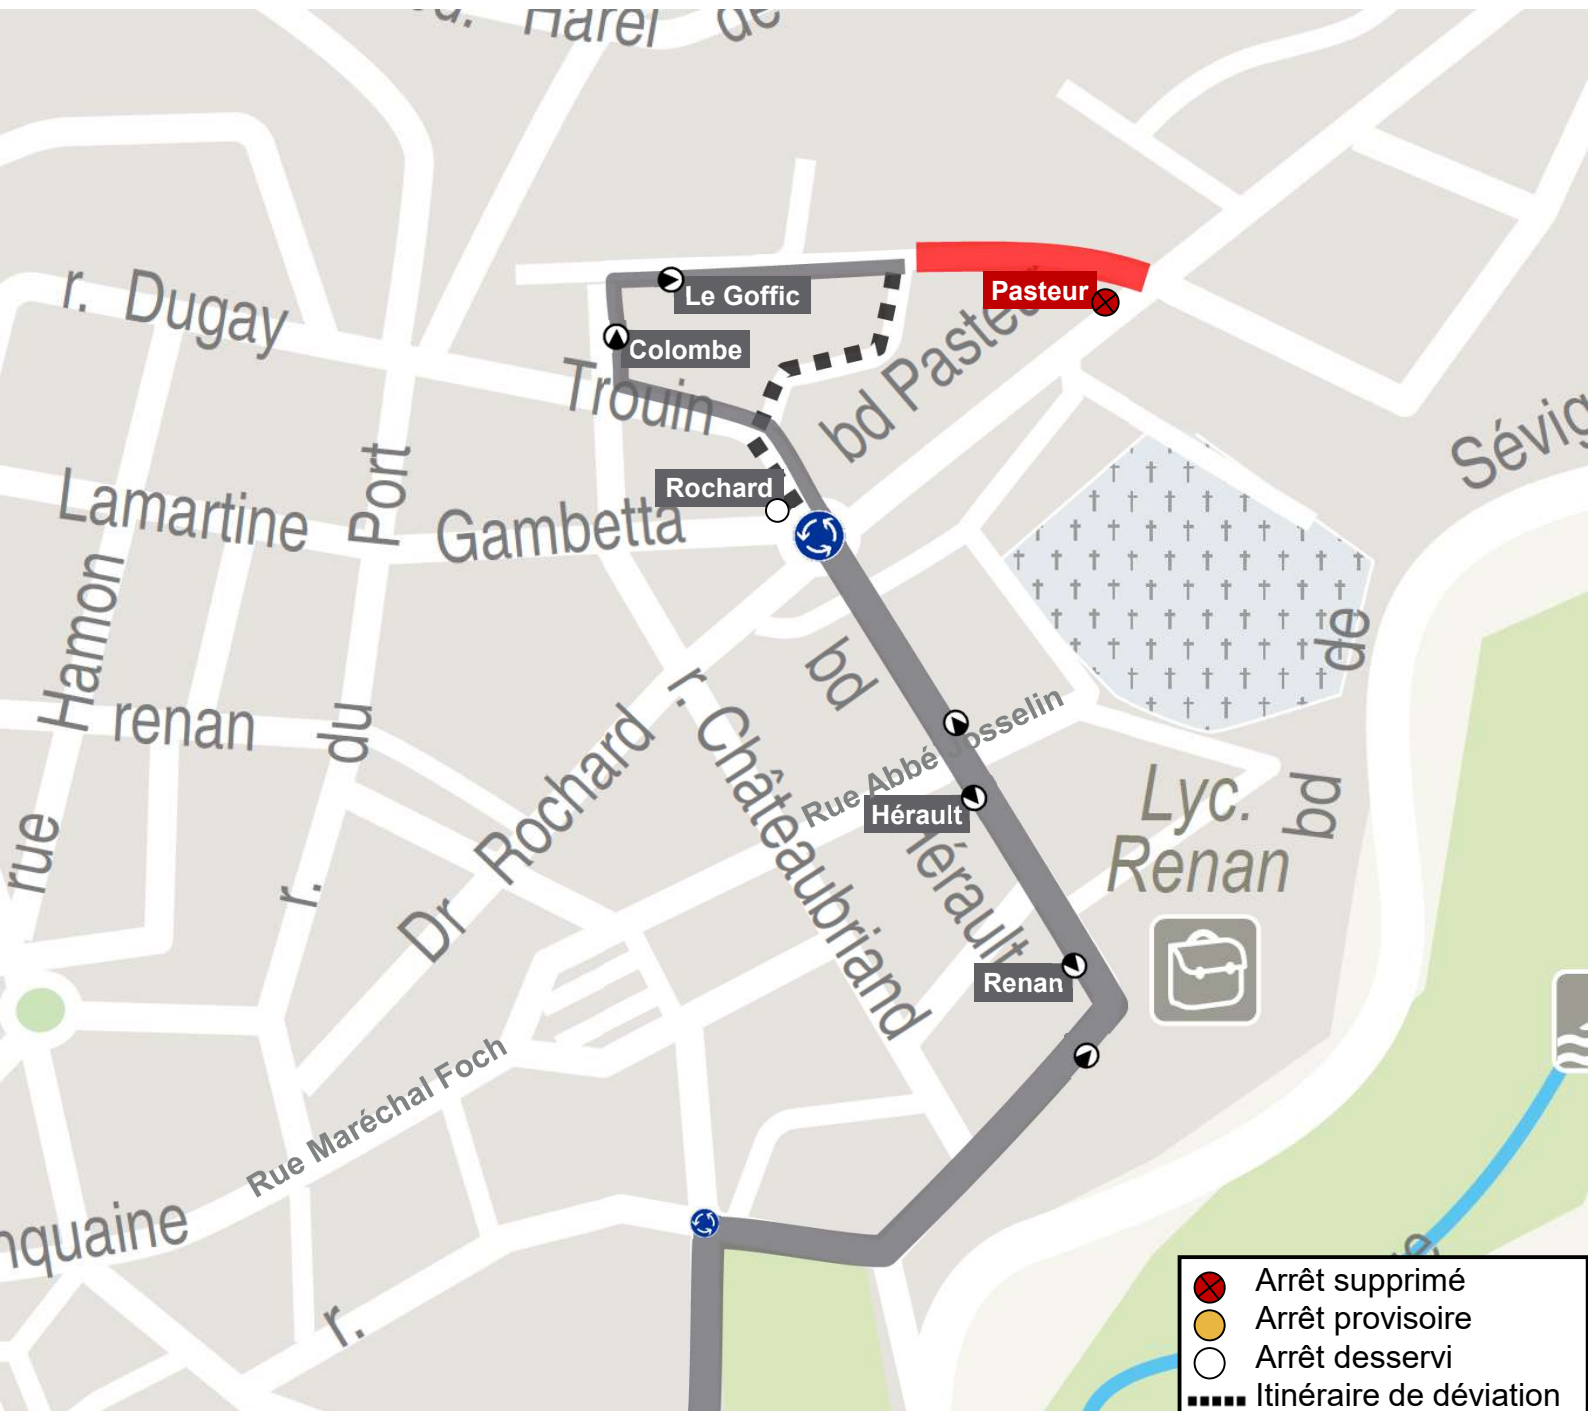 Harel de
r. Dugay
Trouin
Le Goffic
Colombe
Pasteur
bd Pasteur
Rochard
Lamartine
Gambetta
r. du Port
rue Hamon
renan
Dr Rochard
r. Châteaubriand
bd Hérault
Rue Abbé Josselin
Hérault
Renan
Lyc.
Renan
bd de
Rue Maréchal Foch
r.
Arrêt supprimé
Arrêt provisoire
Arrêt desservi
Itinéraire de déviation